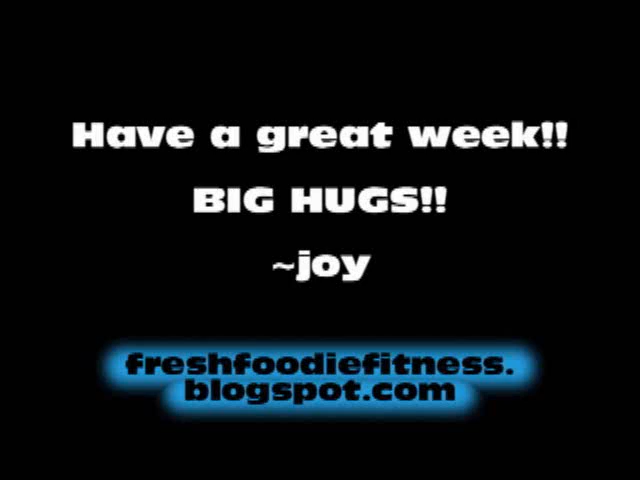 Have a great week!!
BIG HUGS!!
~joy
freshfoodiefitness.
blogspot.com